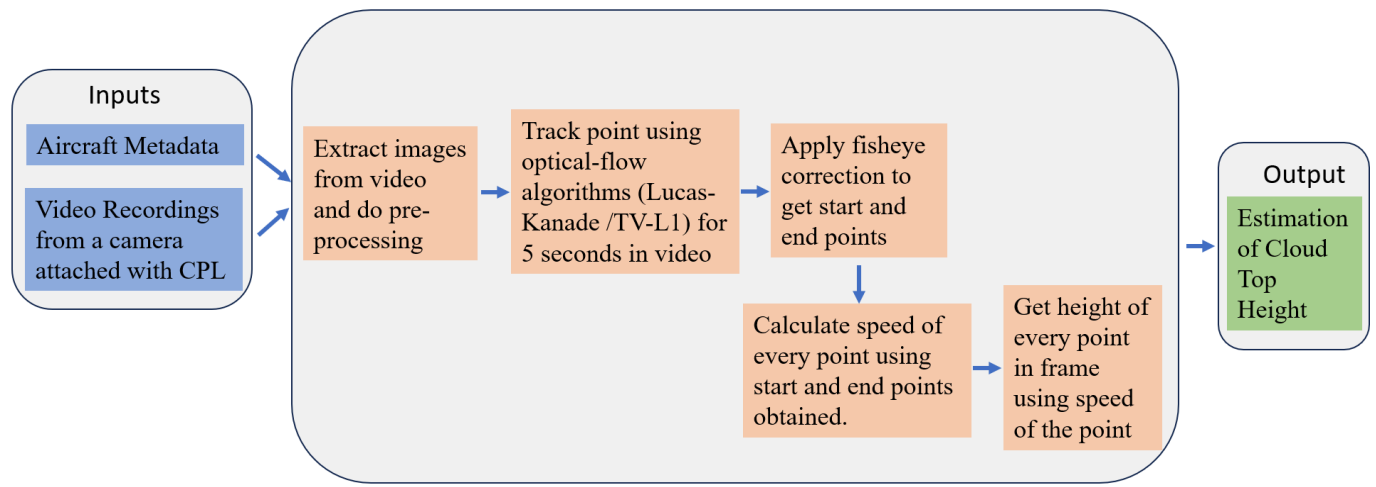 Inputs
Aircraft Metadata
Video Recordings
from a camera
attached with CPL
Extract images
from video
and do pre-
processing
Track point using
optical-flow
algorithms (Lucas-
Kanade /TV-L1) for
5 seconds in video
Apply fisheye
correction to
get start and
end points
Calculate speed of
every point using
start and end points
obtained.
Get height of
every point
in frame
using speed
of the point
Output
Estimation
of Cloud
Top
Height